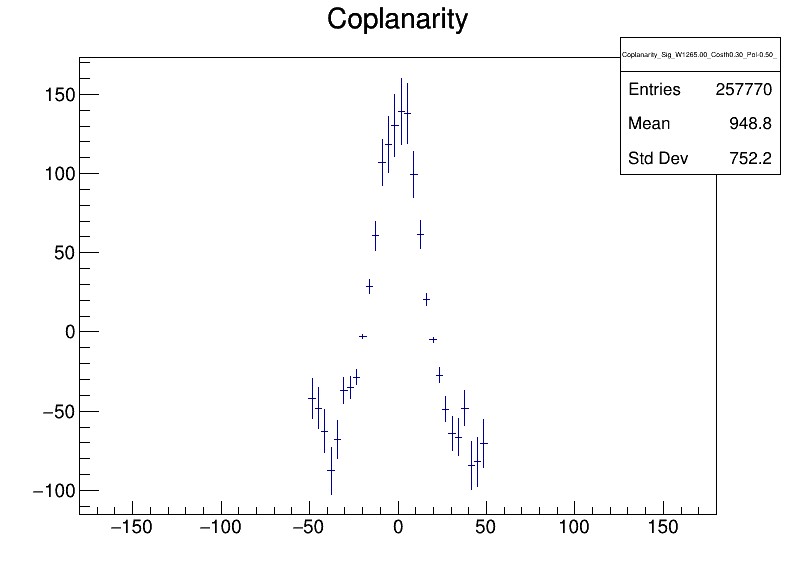 Coplanarity
Coplanarity_Sig_W1265.00_Costh0.30_Pol-0.50_
Entries 257770
Mean 948.8
Std Dev 752.2
150
100
50
0
−50
−100
−150 −100 −50 0 50 100 150